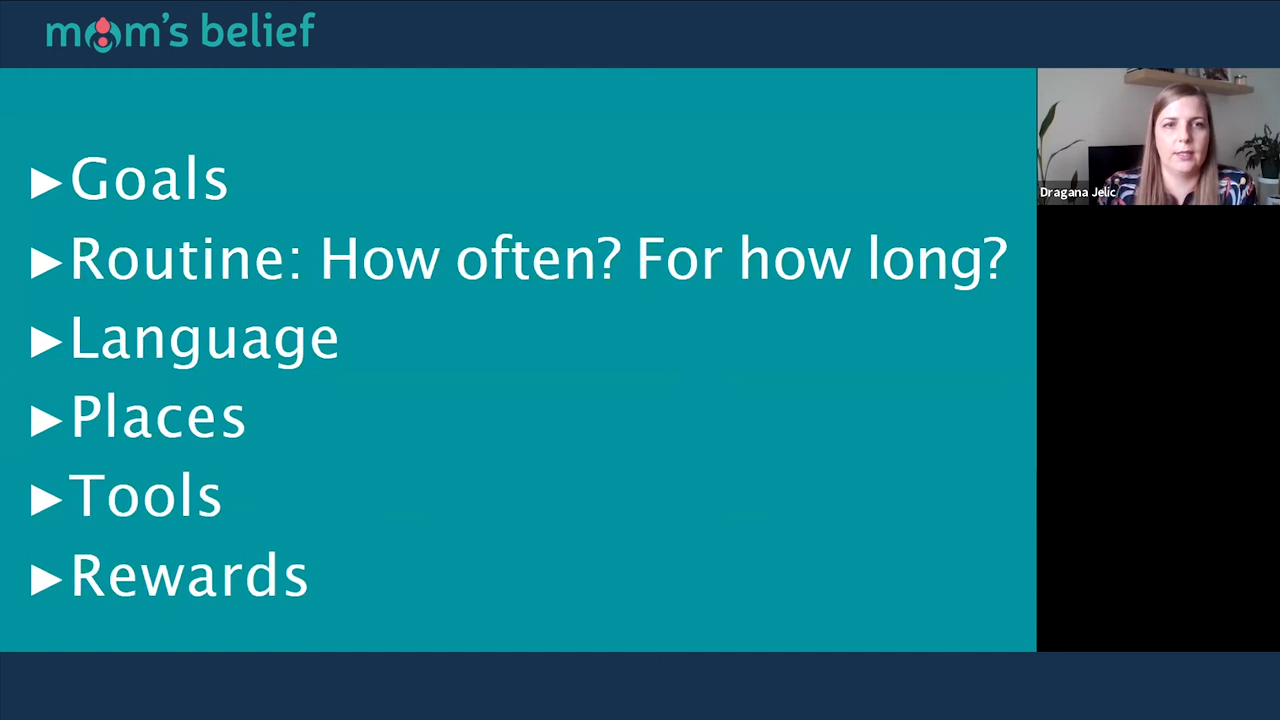 mom's belief
►Goals
►Routine: How often? For how long?
►Language
►Places
►Tools
►Rewards
Dragana Jelic